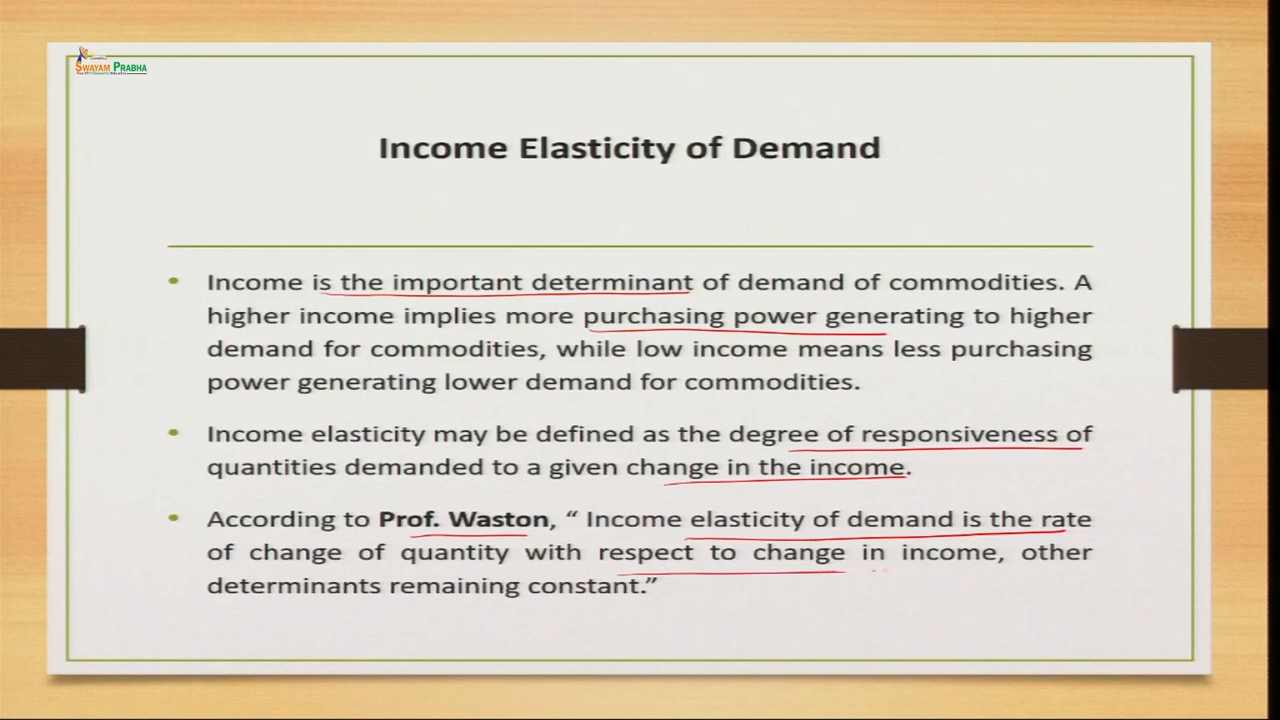 SWAYAM PRABHA
Income Elasticity of Demand
• Income is the important determinant of demand of commodities. A
higher income implies more purchasing power generating to higher
demand for commodities, while low income means less purchasing
power generating lower demand for commodities.
• Income elasticity may be defined as the degree of responsiveness of
quantities demanded to a given change in the income.
• According to Prof. Waston, “ Income elasticity of demand is the rate
of change of quantity with respect to change in income, other
determinants remaining constant.”